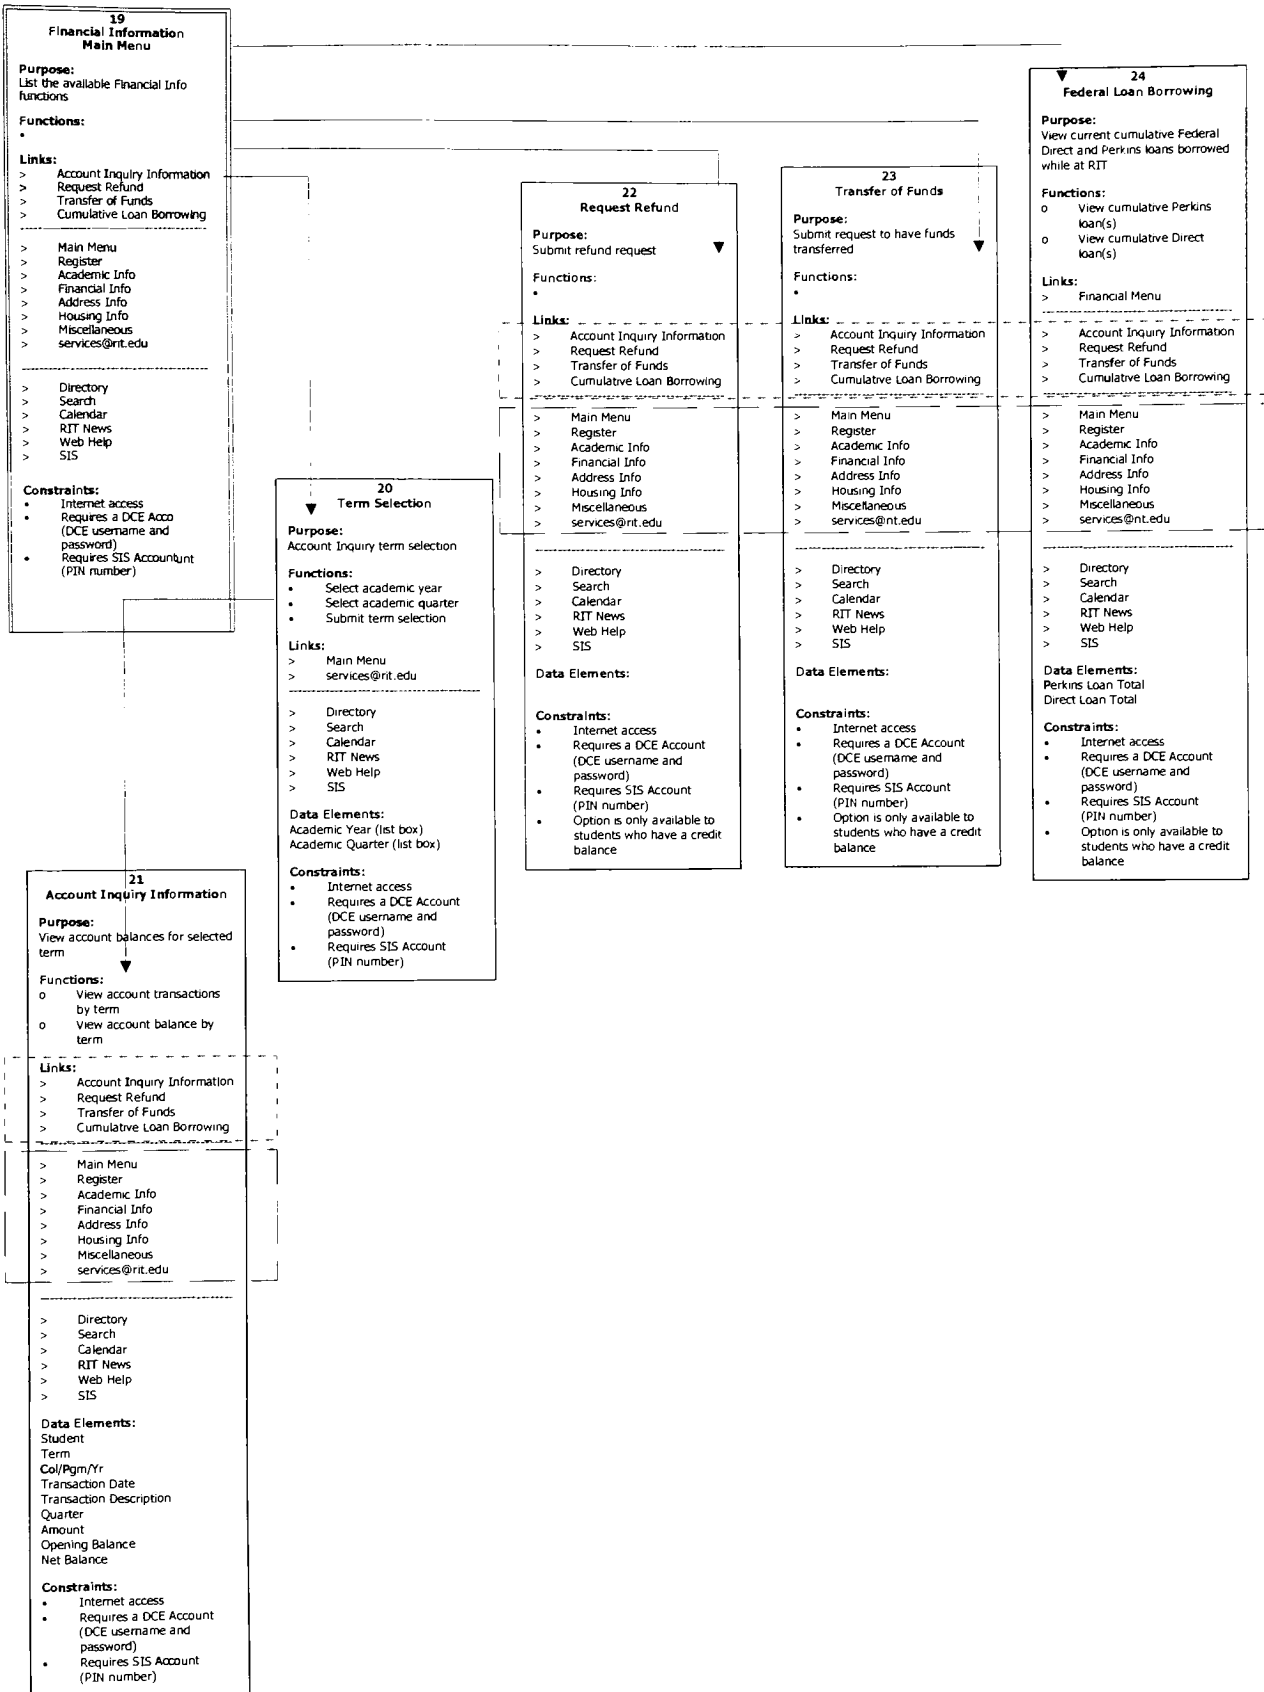 19
Financial Information
Main Menu
Purpose:
List the available Financial Info
functions
Functions:
•
Links:
> Account Inquiry Information
> Request Refund
> Transfer of Funds
> Cumulative Loan Borrowing
> Main Menu
> Register
> Academic Info
> Financial Info
> Address Info
> Housing Info
> Miscellaneous
> services@rit.edu
> Directory
> Search
> Calendar
> RIT News
> Web Help
> SIS
Constraints:
• Internet access
• Requires a DCE Acco
(DCE username and
password)
• Requires SIS Accountunt
(PIN number)
20
Term Selection
Purpose:
Account Inquiry term selection
Functions:
• Select academic year
• Select academic quarter
• Submit term selection
Links:
> Main Menu
> services@rit.edu
> Directory
> Search
> Calendar
> RIT News
> Web Help
> SIS
Data Elements:
Academic Year (list box)
Academic Quarter (list box)
Constraints:
• Internet access
• Requires a DCE Account
(DCE username and
password)
• Requires SIS Account
(PIN number)
21
Account Inquiry Information
Purpose:
View account balances for selected
term
Functions:
o View account transactions
by term
o View account balance by
term
Links:
> Account Inquiry Information
> Request Refund
> Transfer of Funds
> Cumulative Loan Borrowing
> Main Menu
> Register
> Academic Info
> Financial Info
> Address Info
> Housing Info
> Miscellaneous
> services@rit.edu
> Directory
> Search
> Calendar
> RIT News
> Web Help
> SIS
Data Elements:
Student
Term
Col/Pgm/Yr
Transaction Date
Transaction Description
Quarter
Amount
Opening Balance
Net Balance
Constraints:
• Internet access
• Requires a DCE Account
(DCE username and
password)
• Requires SIS Account
(PIN number)
22
Request Refund
Purpose:
Submit refund request
Functions:
•
Links:
> Account Inquiry Information
> Request Refund
> Transfer of Funds
> Cumulative Loan Borrowing
> Main Menu
> Register
> Academic Info
> Financial Info
> Address Info
> Housing Info
> Miscellaneous
> services@rit.edu
> Directory
> Search
> Calendar
> RIT News
> Web Help
> SIS
Data Elements:
Constraints:
• Internet access
• Requires a DCE Account
(DCE username and
password)
• Requires SIS Account
(PIN number)
• Option is only available to
students who have a credit
balance
23
Transfer of Funds
Purpose:
Submit request to have funds
transferred
Functions:
•
Links:
> Account Inquiry Information
> Request Refund
> Transfer of Funds
> Cumulative Loan Borrowing
> Main Menu
> Register
> Academic Info
> Financial Info
> Address Info
> Housing Info
> Miscellaneous
> services@rit.edu
> Directory
> Search
> Calendar
> RIT News
> Web Help
> SIS
Data Elements:
Constraints:
• Internet access
• Requires a DCE Account
(DCE username and
password)
• Requires SIS Account
(PIN number)
• Option is only available to
students who have a credit
balance
24
Federal Loan Borrowing
Purpose:
View current cumulative Federal
Direct and Perkins loans borrowed
while at RIT
Functions:
o View cumulative Perkins
loan(s)
o View cumulative Direct
loan(s)
Links:
> Financial Menu
> Account Inquiry Information
> Request Refund
> Transfer of Funds
> Cumulative Loan Borrowing
> Main Menu
> Register
> Academic Info
> Financial Info
> Address Info
> Housing Info
> Miscellaneous
> services@rit.edu
> Directory
> Search
> Calendar
> RIT News
> Web Help
> SIS
Data Elements:
Perkins Loan Total
Direct Loan Total
Constraints:
• Internet access
• Requires a DCE Account
(DCE username and
password)
• Requires SIS Account
(PIN number)
• Option is only available to
students who have a credit
balance